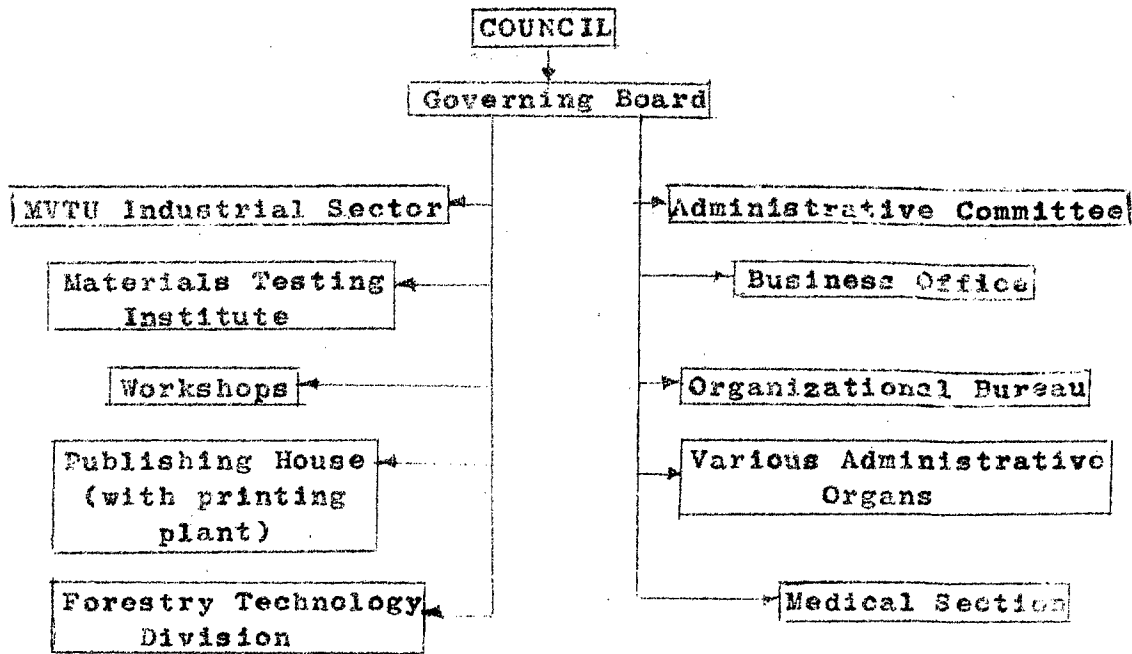 COUNCIL
Governing Board
MVTU Industrial Sector
Administrative Committee
Materials Testing
Institute
Business Office
Workshops
Organizational Bureau
Publishing House
(with printing
plant)
Various Administrative
Organs
Forestry Technology
Division
Medical Section